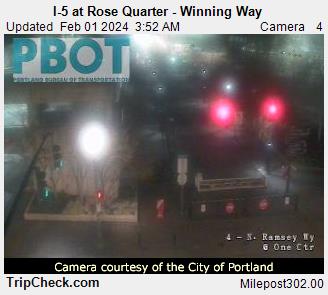 I-5 at Rose Quarter - Winning Way
Updated Feb 01 2024 3:52 AM Camera 4
PBOT
PORTLAND BUREAU OF TRANSPORTATION
4 - N. Ramsey Wy
@ One Ctr
Camera courtesy of the City of Portland
TripCheck.com Milepost302.00